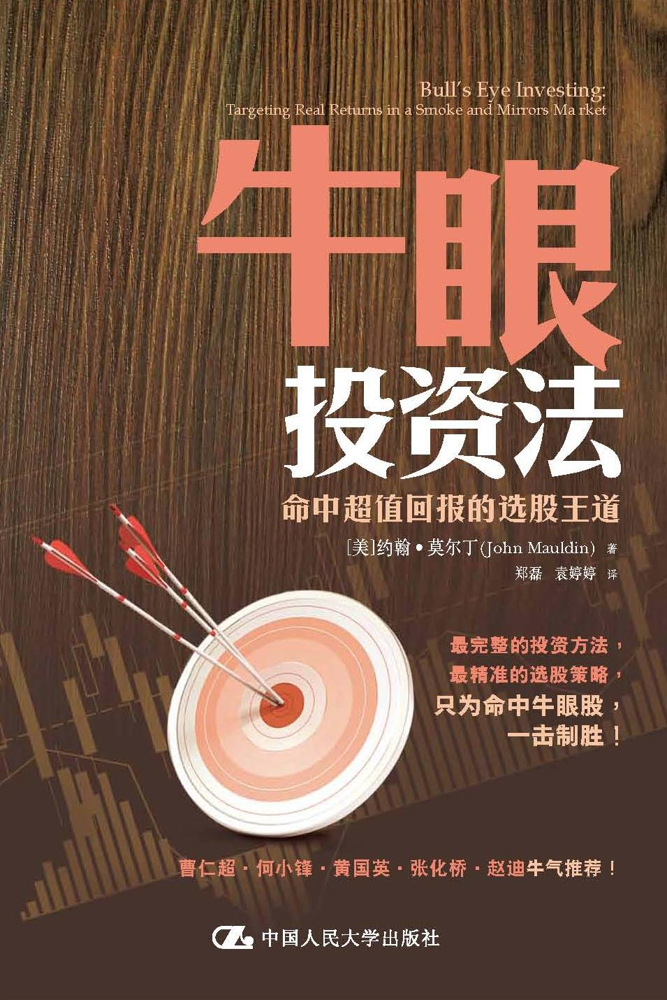 Bull's Eye Investing:
Targeting Real Returns in a Smoke and Mirrors Ma rket
牛眼
投资法
命中超值回报的选股王道
[美]约翰•莫尔丁(John Mauldin) 著
郑磊 袁婷婷 译
最完整的投资方法，
最精准的选股策略，
只为命中牛眼股，
一击制胜！
曹仁超·何小锋·黄国英·张化桥·赵迪牛气推荐！
中国人民大学出版社